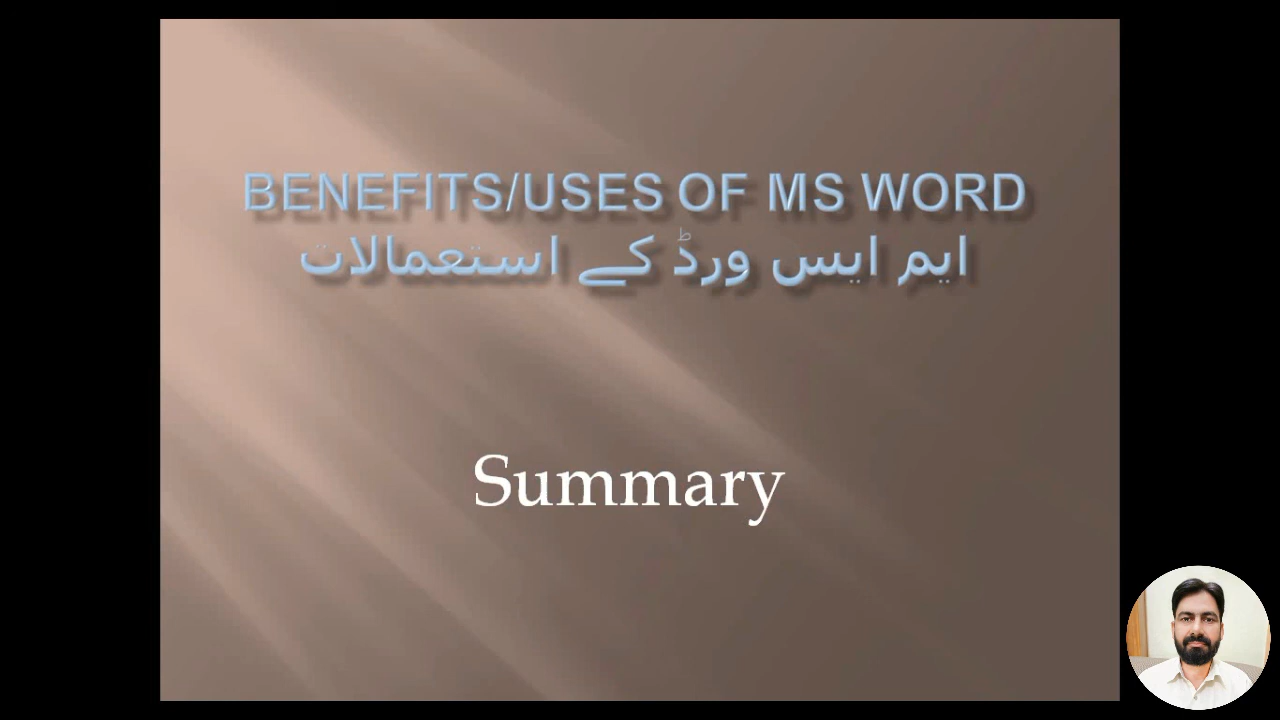 BENEFITS/USES OF MS WORD
ایم ایس ورڈ کے استعمالات
Summary